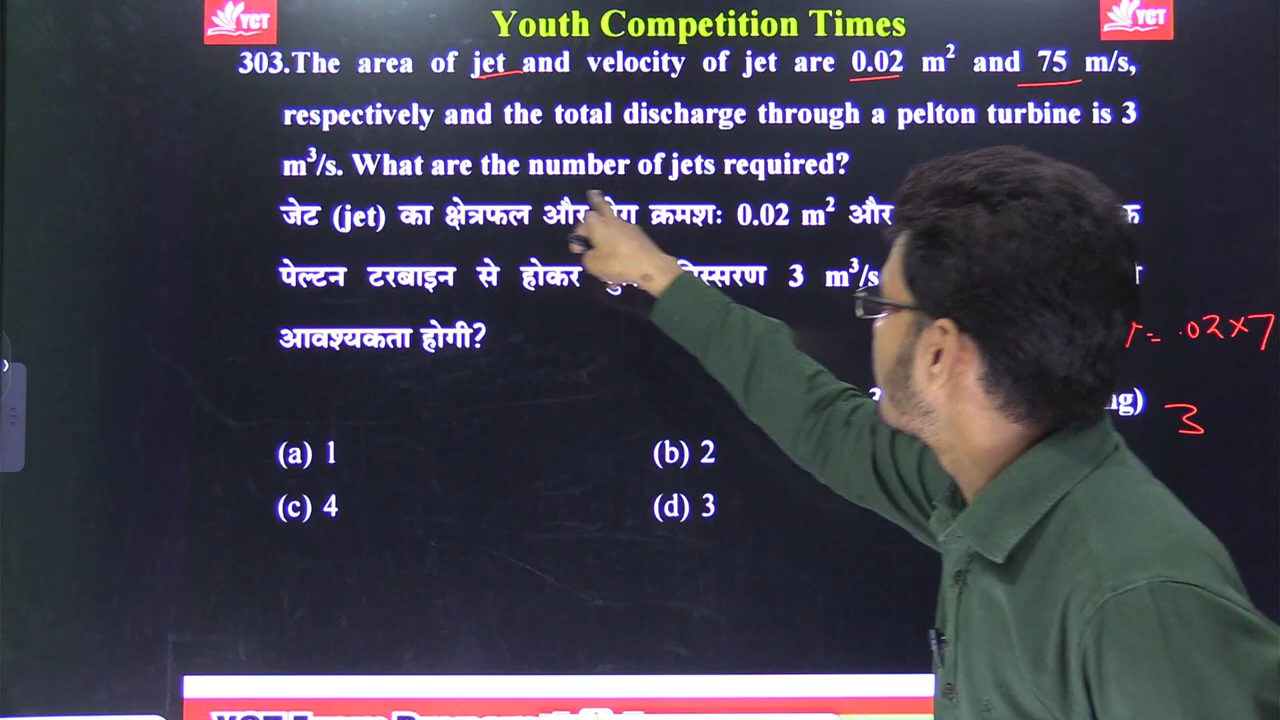 YCT Youth Competition Times YCT
303.The area of jet and velocity of jet are 0.02 m² and 75 m/s,
respectively and the total discharge through a pelton turbine is 3
m³/s. What are the number of jets required?
जेट (jet) का क्षेत्रफल और क्रमशः 0.02 m² और
पेल्टन टरबाइन से होकर 3 m³/s
आवश्यकता होगी?
.02×7
3
(a) 1 (b) 2
(c) 4 (d) 3